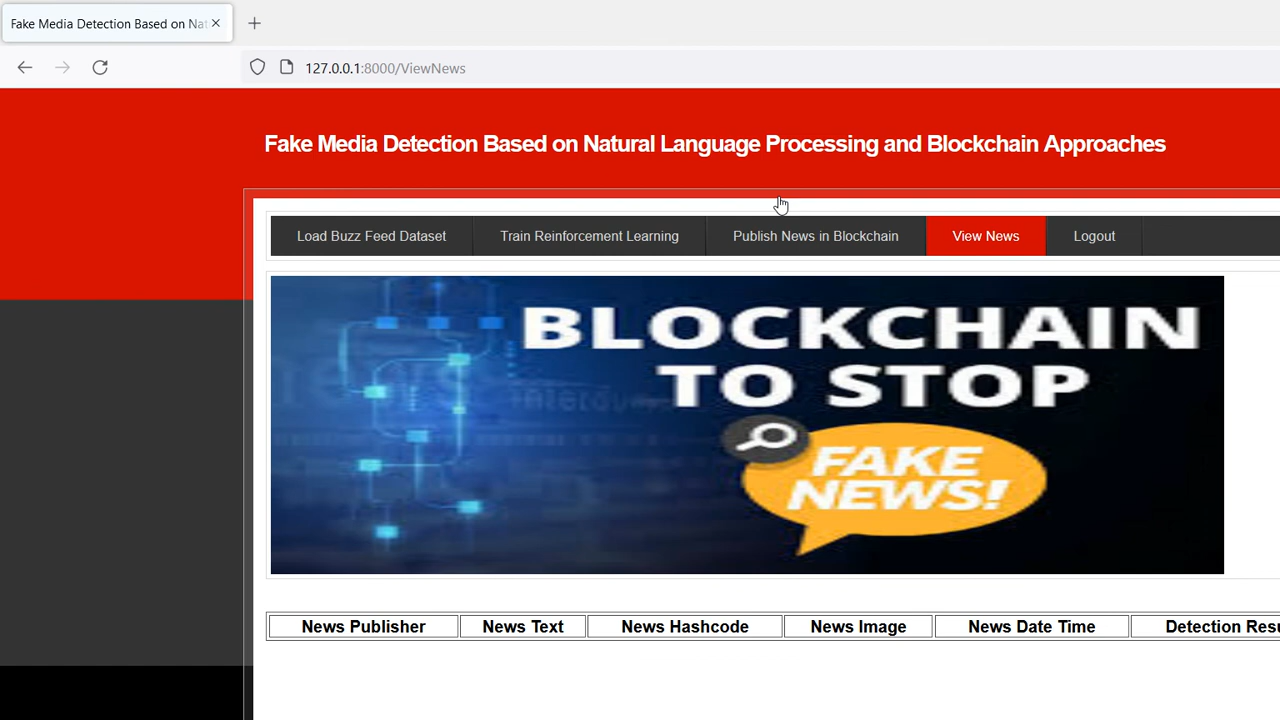 Fake Media Detection Based on Nat
127.0.0.1:8000/ViewNews
Fake Media Detection Based on Natural Language Processing and Blockchain Approaches
Load Buzz Feed Dataset Train Reinforcement Learning Publish News in Blockchain View News Logout
BLOCKCHAIN
TO STOP
FAKE
NEWS!
News Publisher News Text News Hashcode News Image News Date Time Detection Resu